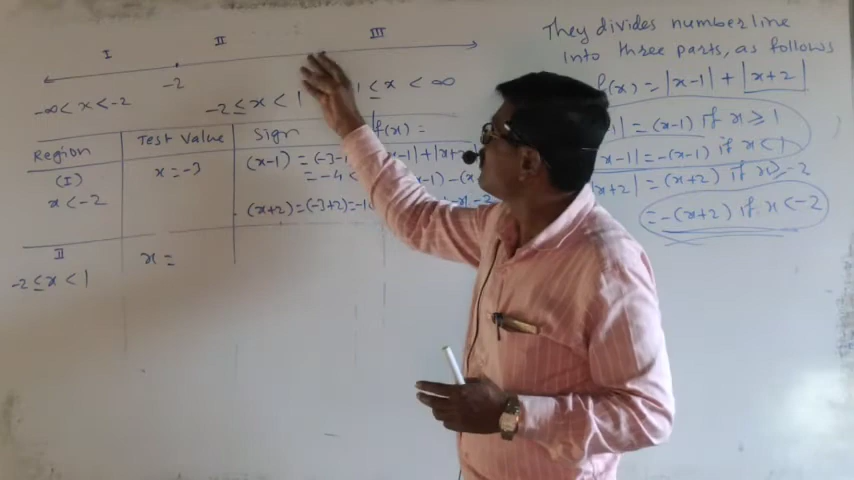 They divides numberline
into three parts, as follows
I II III
-2
-∞< x <-2
-2 ≤ x < 1
1 ≤ x < ∞
f(x) = |x-1| + |x+2|
= (x-1) if x ≥ 1
x-1| = -(x-1) if x < 1
x+2| = (x+2) if x ≥ -2
= -(x+2) if x < -2
Region Test Value Sign f(x) =
(I) x = -3 (x-1) = (-3-1
x < -2 = -4 <
(x+2) = (-3+2) = -1
II
-2 ≤ x < 1 x =